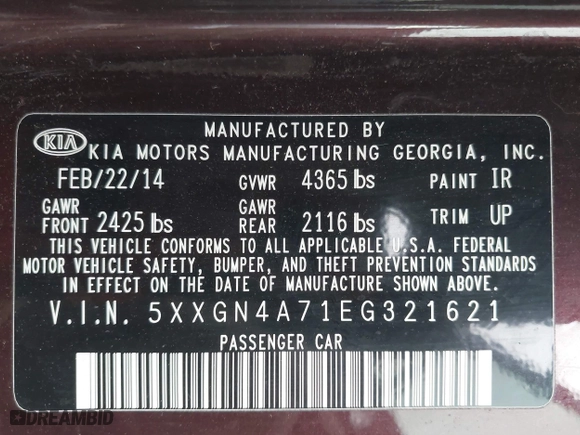 MANUFACTURED BY
KIA KIA MOTORS MANUFACTURING GEORGIA, INC.
FEB/22/14 GVWR 4365 lbs PAINT IR
GAWR FRONT 2425 lbs GAWR REAR 2116 lbs TRIM UP
THIS VEHICLE CONFORMS TO ALL APPLICABLE U.S.A. FEDERAL
MOTOR VEHICLE SAFETY, BUMPER, AND THEFT PREVENTION STANDARDS
IN EFFECT ON THE DATE OF MANUFACTURE SHOWN ABOVE.
V.I.N. 5XXGN4A71EG321621
PASSENGER CAR
DREAMBID